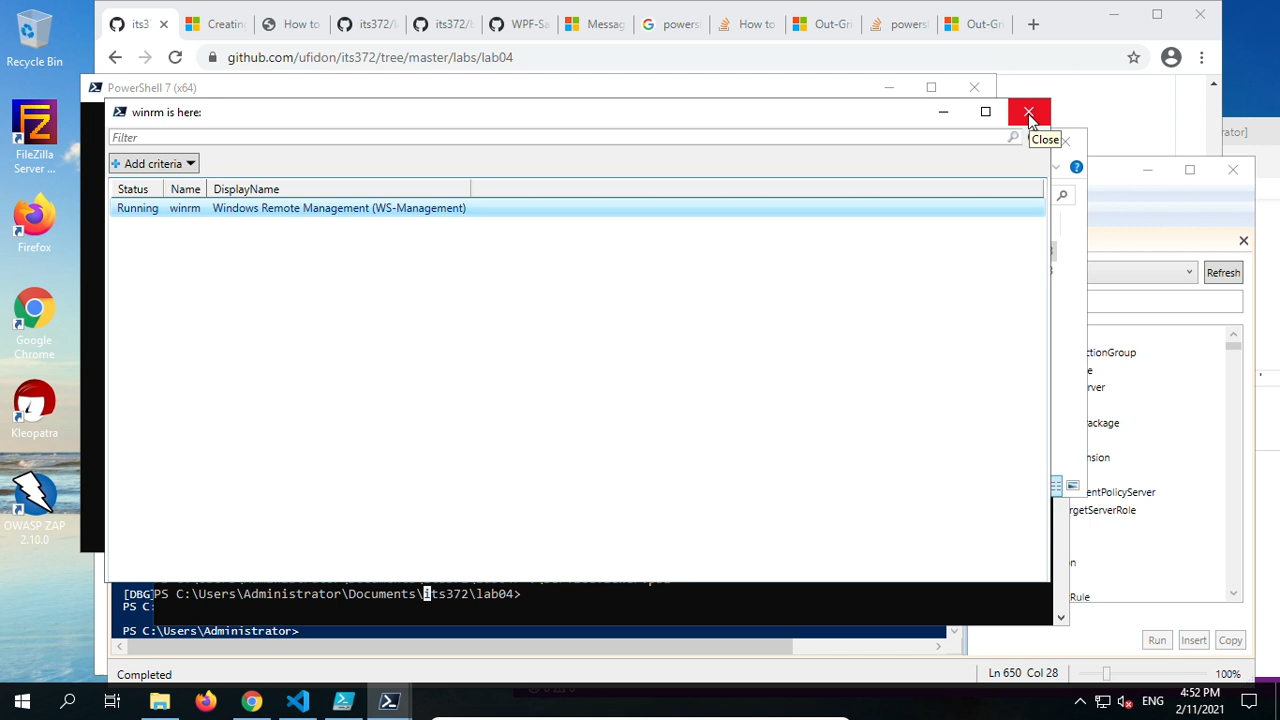 Recycle Bin
FileZilla
Server ...
Firefox
Google
Chrome
Kleopatra
OWASP ZAP
2.10.0
its3
Creatin
How to
its372/l
its372/l
WPF-Sa
Messag
powers
How to
Out-Gr
powers
Out-Gr
github.com/ufidon/its372/tree/master/labs/lab04
PowerShell 7 (x64)
winrm is here:
Filter
Close
Add criteria
Status Name DisplayName
Running winrm Windows Remote Management (WS-Management)
Refresh
ctionGroup
rver
ackage
nsion
entPolicyServer
rgetServerRole
Rule
[DBG]
PS C:\Users\Administrator\Documents\its372\lab04>
PS C:
PS C:\Users\Administrator>
Run Insert Copy
Completed
Ln 650 Col 28
100%
ENG
4:52 PM
2/11/2021